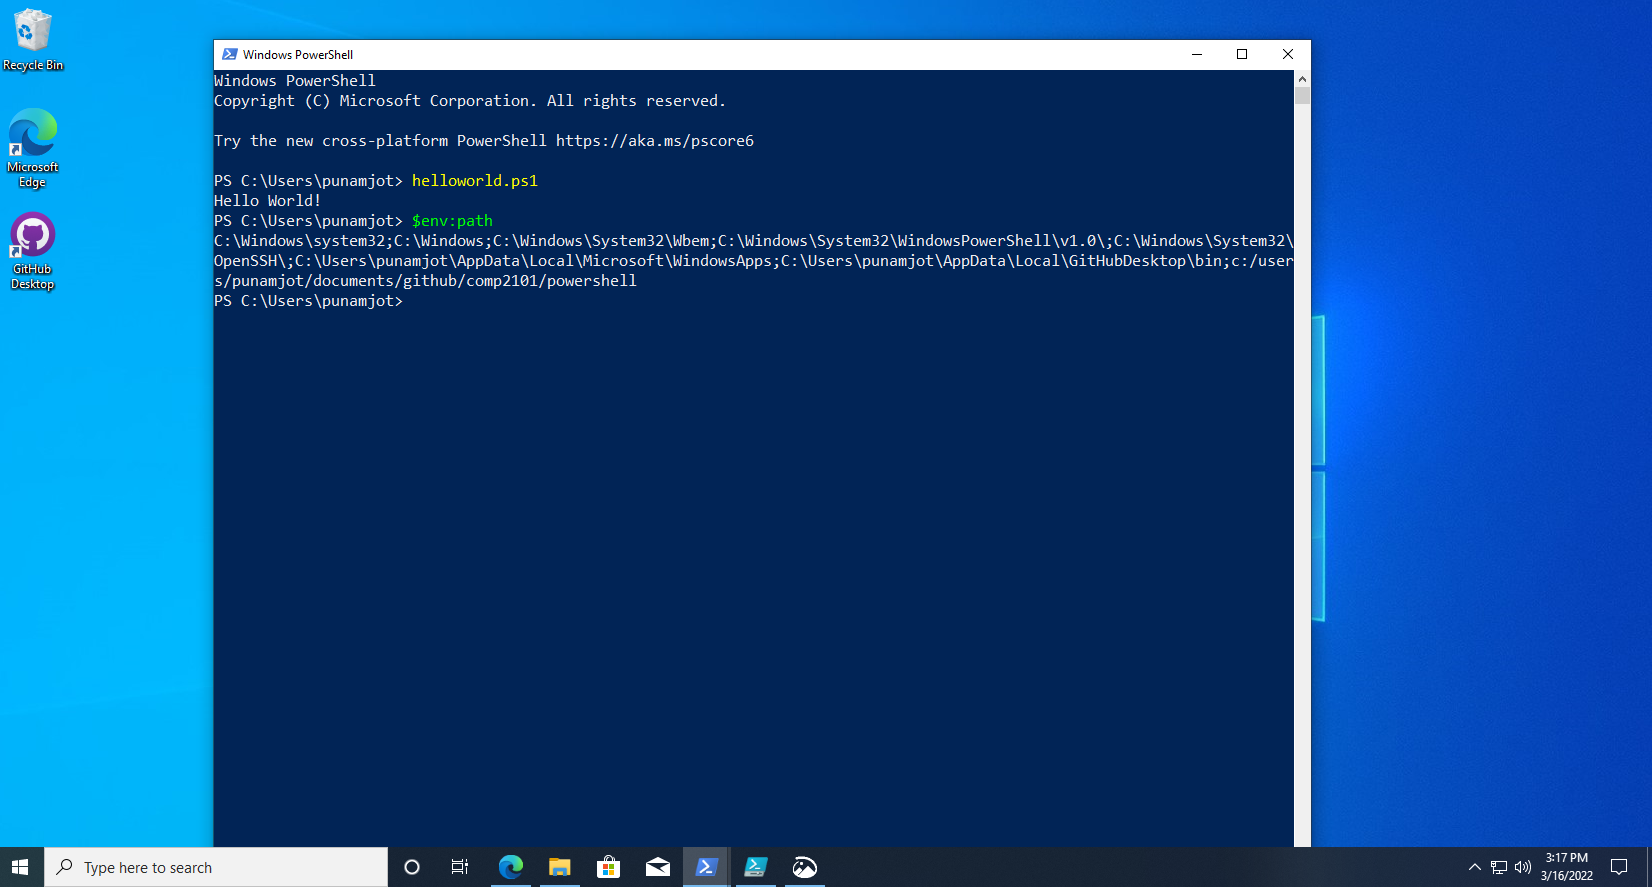 Recycle Bin
Microsoft
Edge
GitHub
Desktop
Windows PowerShell
Windows PowerShell
Copyright (C) Microsoft Corporation. All rights reserved.
Try the new cross-platform PowerShell https://aka.ms/pscore6
PS C:\Users\punamjot> helloworld.ps1
Hello World!
PS C:\Users\punamjot> $env:path
C:\Windows\system32;C:\Windows;C:\Windows\System32\Wbem;C:\Windows\System32\WindowsPowerShell\v1.0\;C:\Windows\System32\
OpenSSH\;C:\Users\punamjot\AppData\Local\Microsoft\WindowsApps;C:\Users\punamjot\AppData\Local\GitHubDesktop\bin;c:/user
s/punamjot/documents/github/comp2101/powershell
PS C:\Users\punamjot>
Type here to search
3:17 PM
3/16/2022